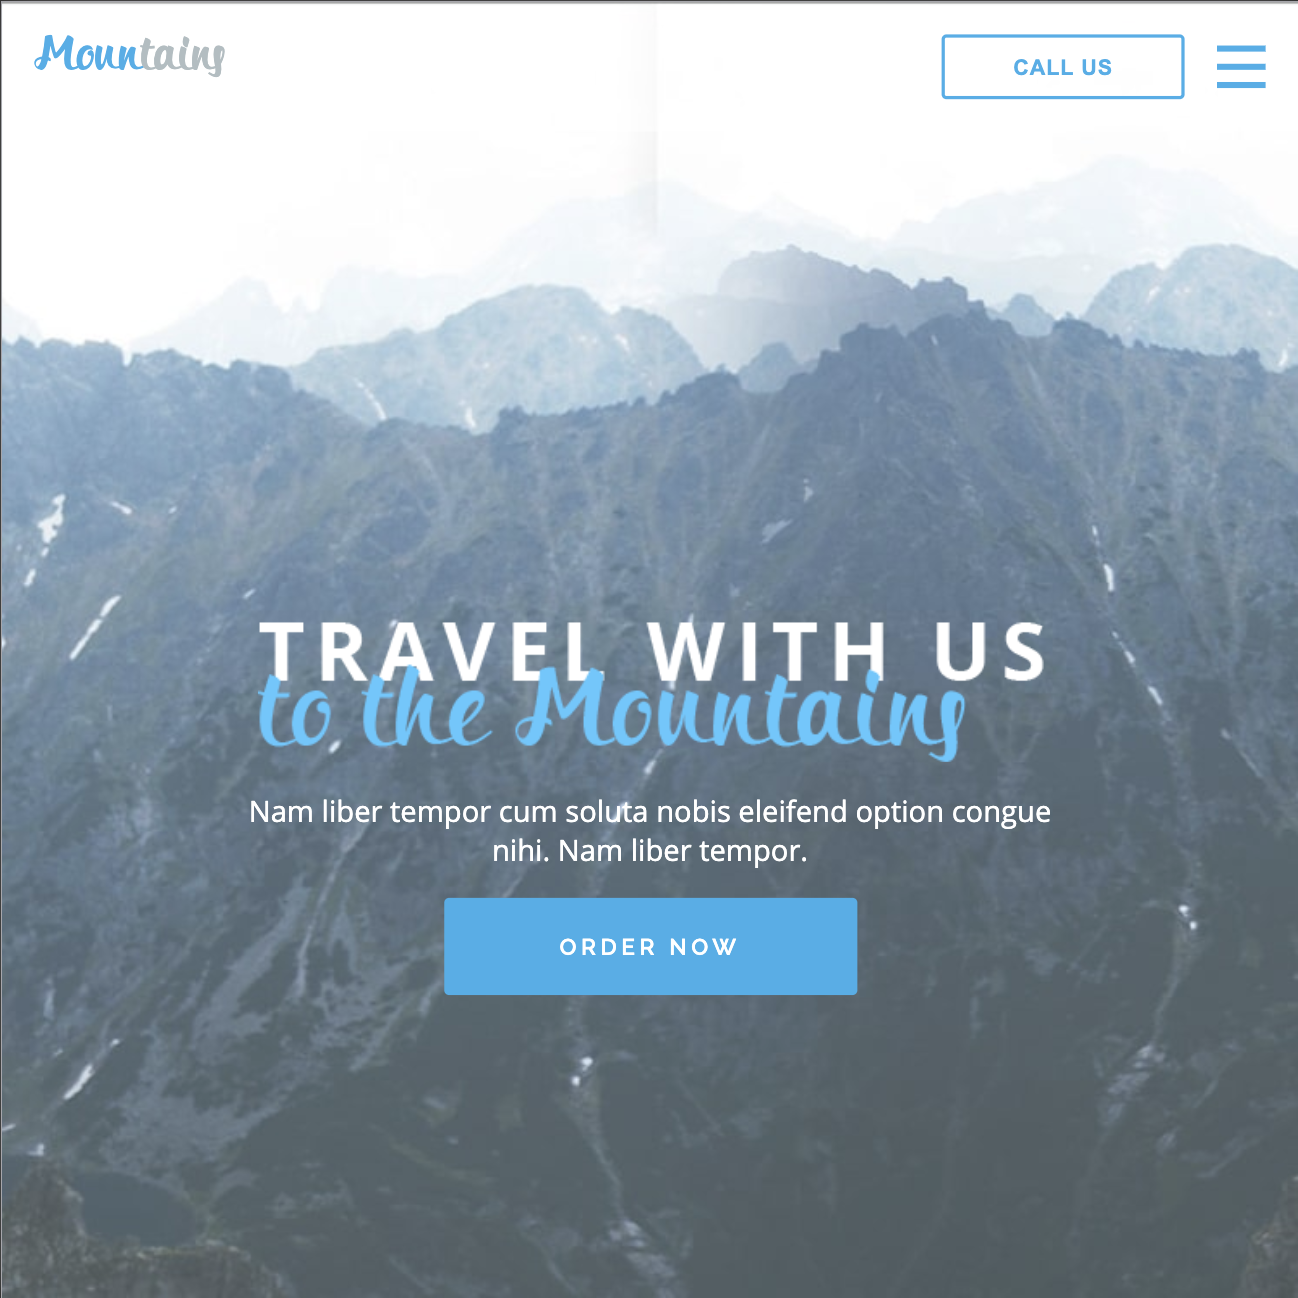 Mountains
CALL US
TRAVEL WITH US
to the Mountains
Nam liber tempor cum soluta nobis eleifend option congue
nihi. Nam liber tempor.
ORDER NOW